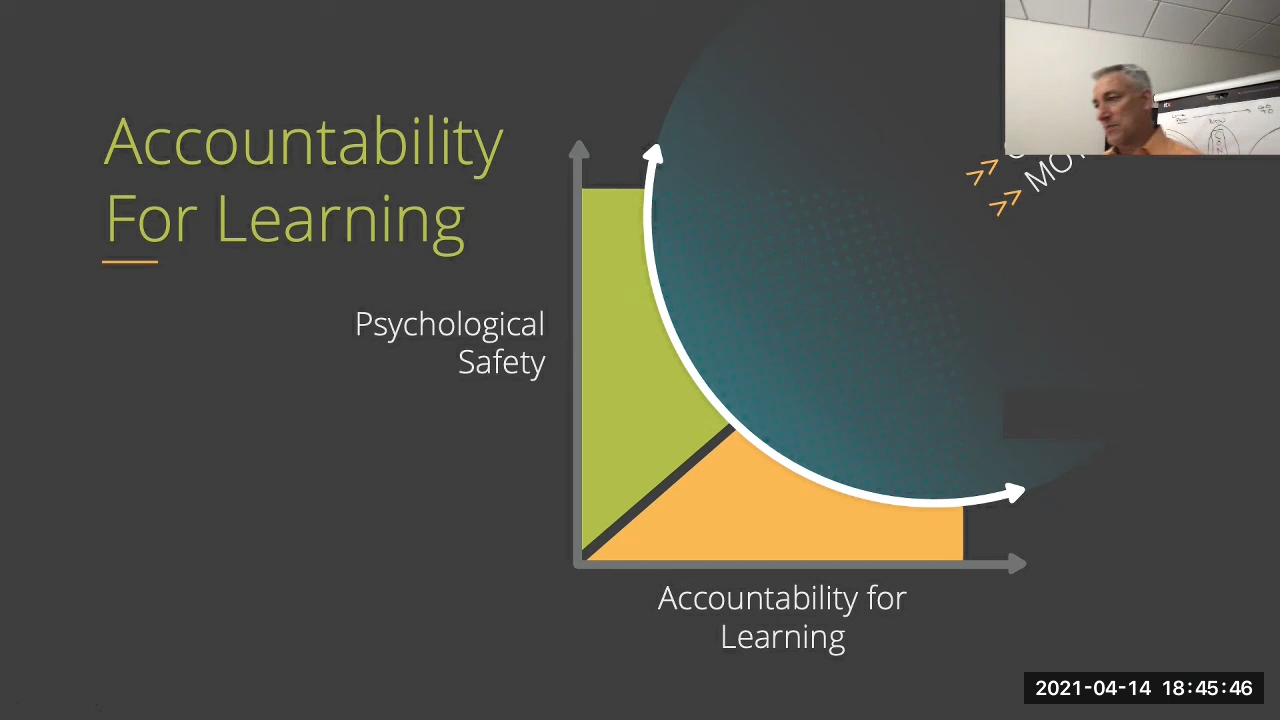 Accountability
For Learning
Psychological
Safety
Accountability for
Learning
2021-04-14 18:45:46